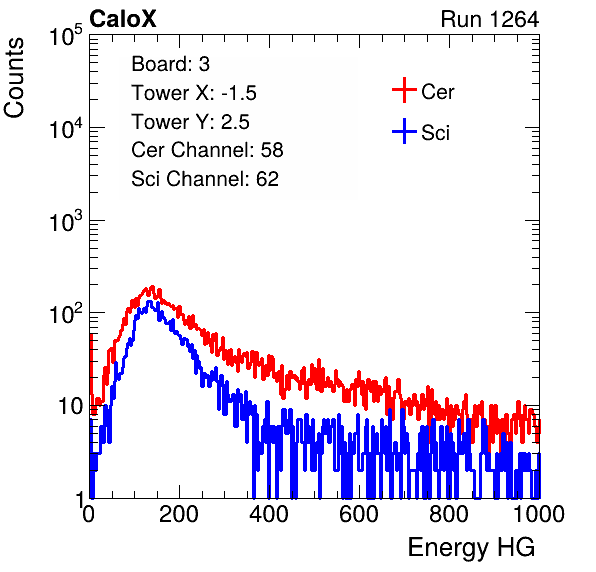 CaloX Run 1264
Counts
Board: 3
Tower X: -1.5
Tower Y: 2.5
Cer Channel: 58
Sci Channel: 62
Cer
Sci
10^5
10^4
10^3
10^2
10
1
0 200 400 600 800 1000
Energy HG